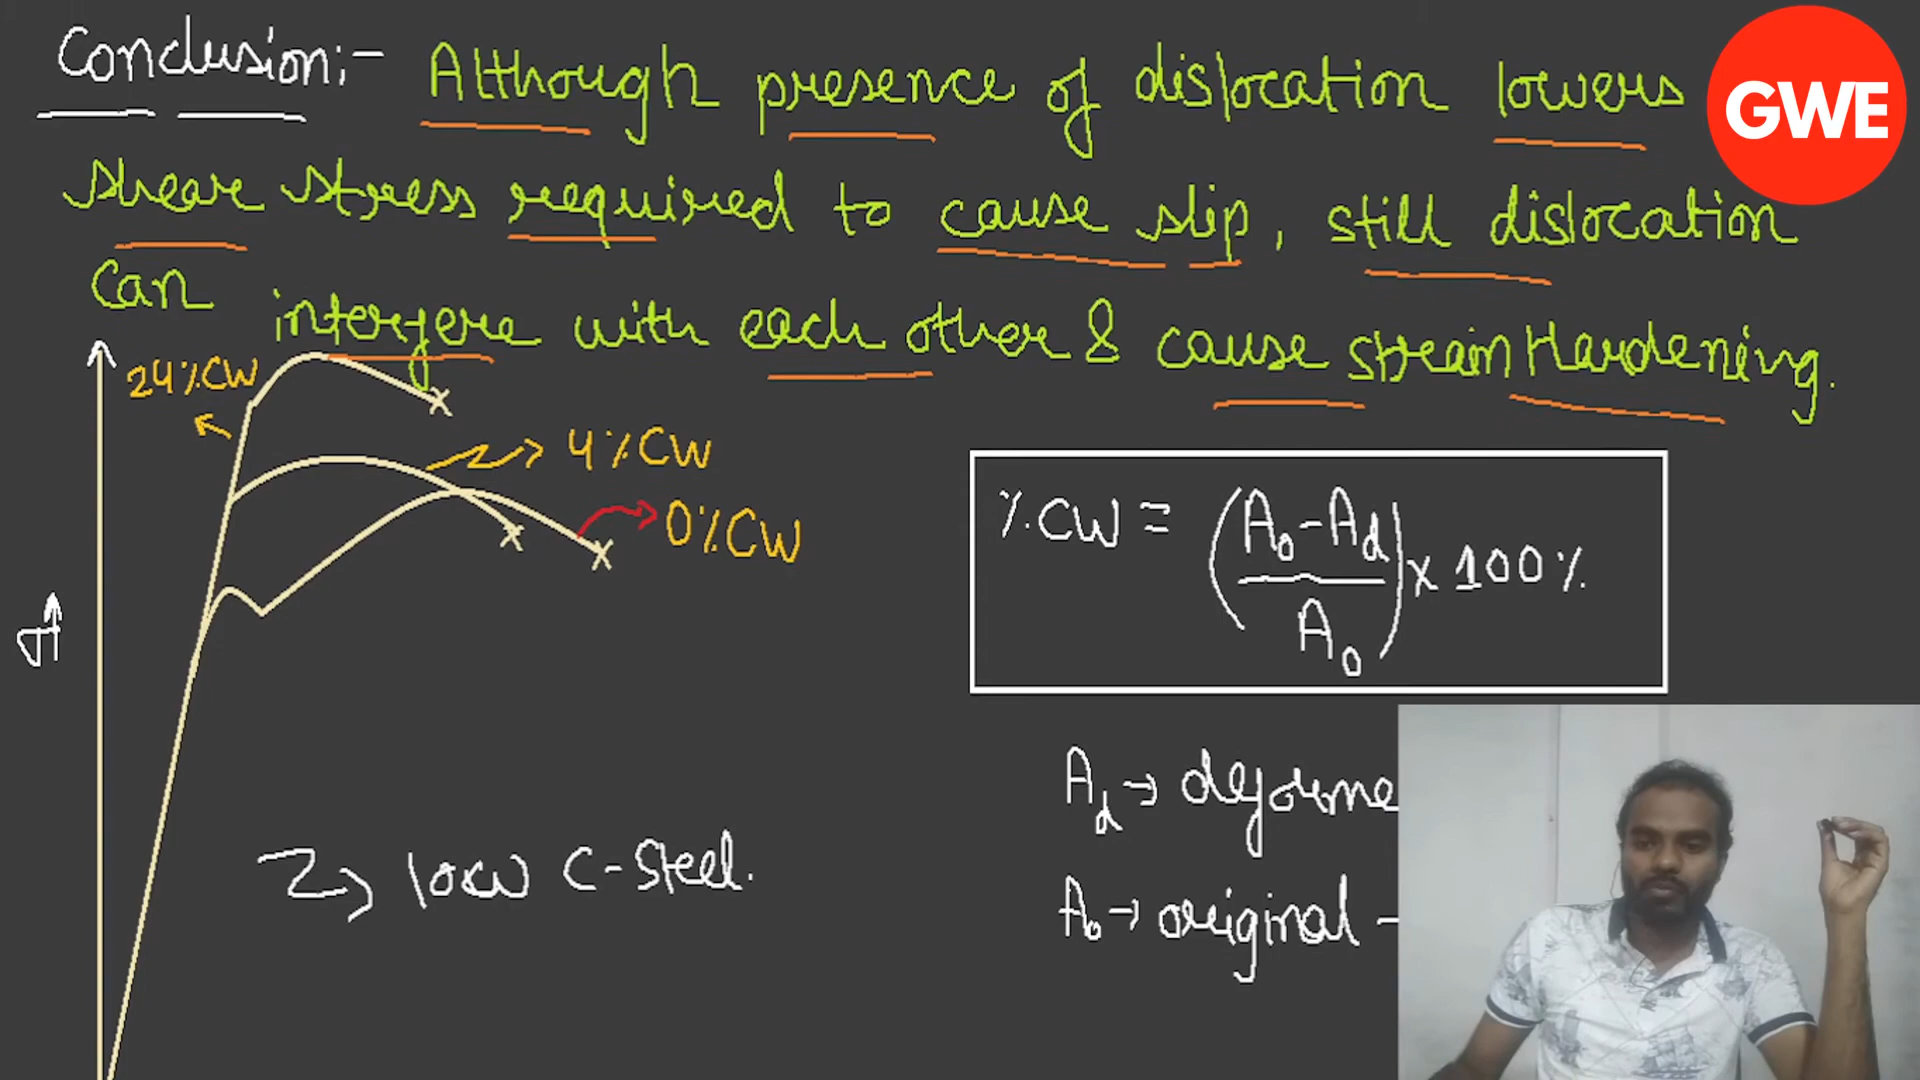 Conclusion:- Although presence of dislocation lowers
GWE
shear stress required to cause slip, still dislocation
can interfere with each other & cause strain Hardening.
24%CW
4%CW
0%CW
%CW = (A₀-A_d / A₀) × 100%
σ↑
A_d → deforme
low C-Steel.
A₀ → original -